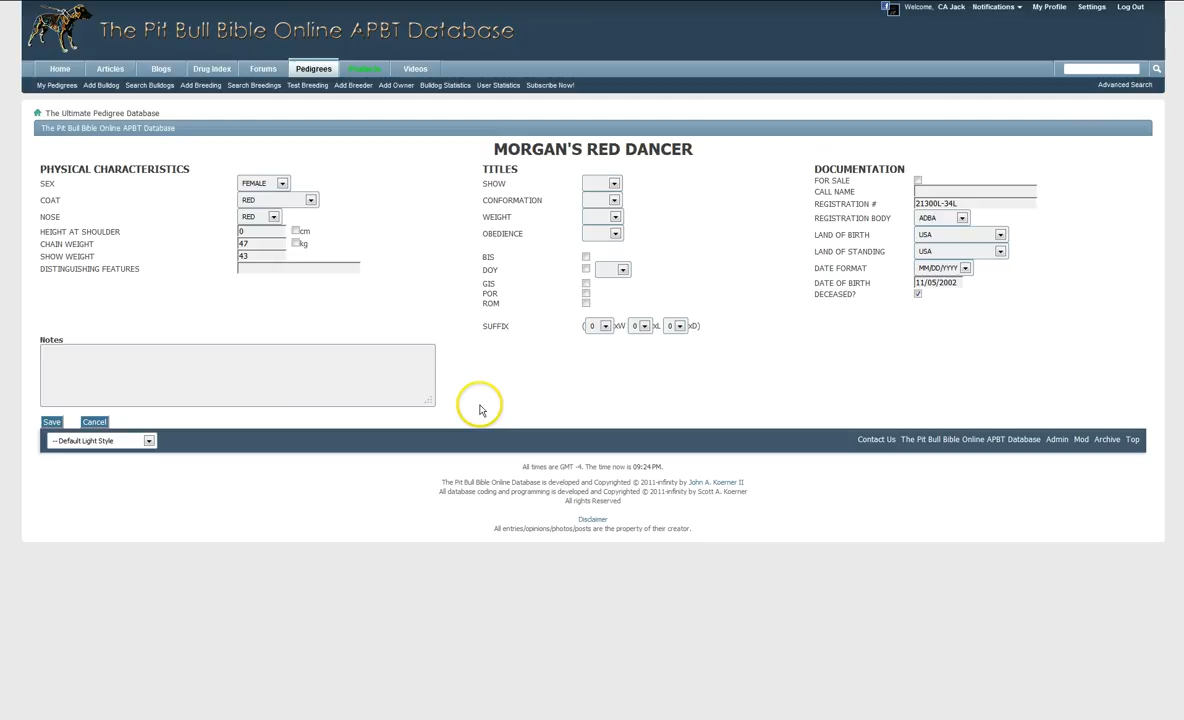 The Pit Bull Bible Online APBT Database
Welcome, CA Jack Notifications My Profile Settings Log Out
Home Articles Blogs Drug Index Forums Pedigrees Products Videos
My Pedigrees Add Bulldog Search Bulldogs Add Breeding Search Breedings Test Breeding Add Breeder Add Owner Bulldog Statistics User Statistics Subscribe Now! Advanced Search
The Ultimate Pedigree Database
The Pit Bull Bible Online APBT Database
MORGAN'S RED DANCER
PHYSICAL CHARACTERISTICS
SEX FEMALE
COAT RED
NOSE RED
HEIGHT AT SHOULDER 0 cm
CHAIN WEIGHT 47 kg
SHOW WEIGHT 43
DISTINGUISHING FEATURES
TITLES
SHOW
CONFORMATION
WEIGHT
OBEDIENCE
BIS
DOY
GIS
POR
ROM
SUFFIX ( 0 xW 0 xL 0 xD)
DOCUMENTATION
FOR SALE
CALL NAME
REGISTRATION # 21300L-34L
REGISTRATION BODY ADBA
LAND OF BIRTH USA
LAND OF STANDING USA
DATE FORMAT MM/DD/YYYY
DATE OF BIRTH 11/05/2002
DECEASED?
Notes
Save Cancel
-- Default Light Style
Contact Us The Pit Bull Bible Online APBT Database Admin Mod Archive Top
All times are GMT -4. The time now is 09:24 PM.
The Pit Bull Bible Online Database is developed and Copyrighted © 2011-infinity by John A. Koerner II
All database coding and programming is developed and Copyrighted © 2011-infinity by Scott A. Koerner
All rights Reserved
Disclaimer
All entries/opinions/photos/posts are the property of their creator.